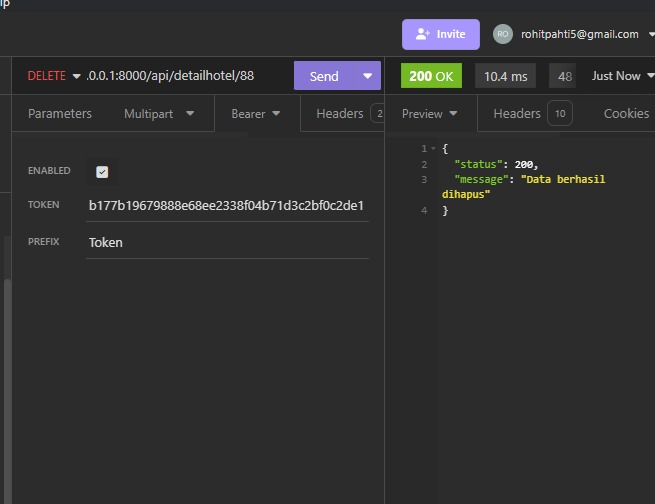 lp
Invite
RO rohitpahti5@gmail.com
DELETE .0.0.1:8000/api/detailhotel/88 Send
200 OK 10.4 ms 48 Just Now
Parameters Multipart Bearer Headers 2
Preview Headers 10 Cookies
ENABLED
TOKEN b177b19679888e68ee2338f04b71d3c2bf0c2de1
PREFIX Token
1 {
2 "status": 200,
3 "message": "Data berhasil
dihapus"
4 }